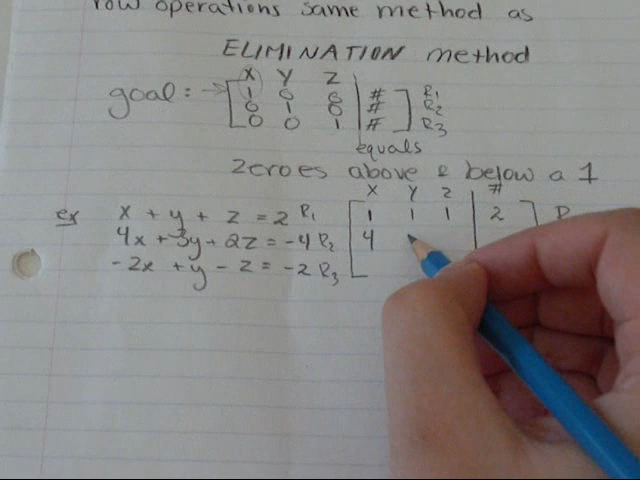 row operations same method as
ELIMINATION method
X Y Z
goal: → 1 0 0 # R1
0 1 0 # R2
0 0 1 # R3
equals
Zeroes above & below a 1
X Y Z #
ex x + y + z = 2 R1 1 1 1 2 R
4x + 3y + 2z = -4 R2 4
-2x + y - z = -2 R3